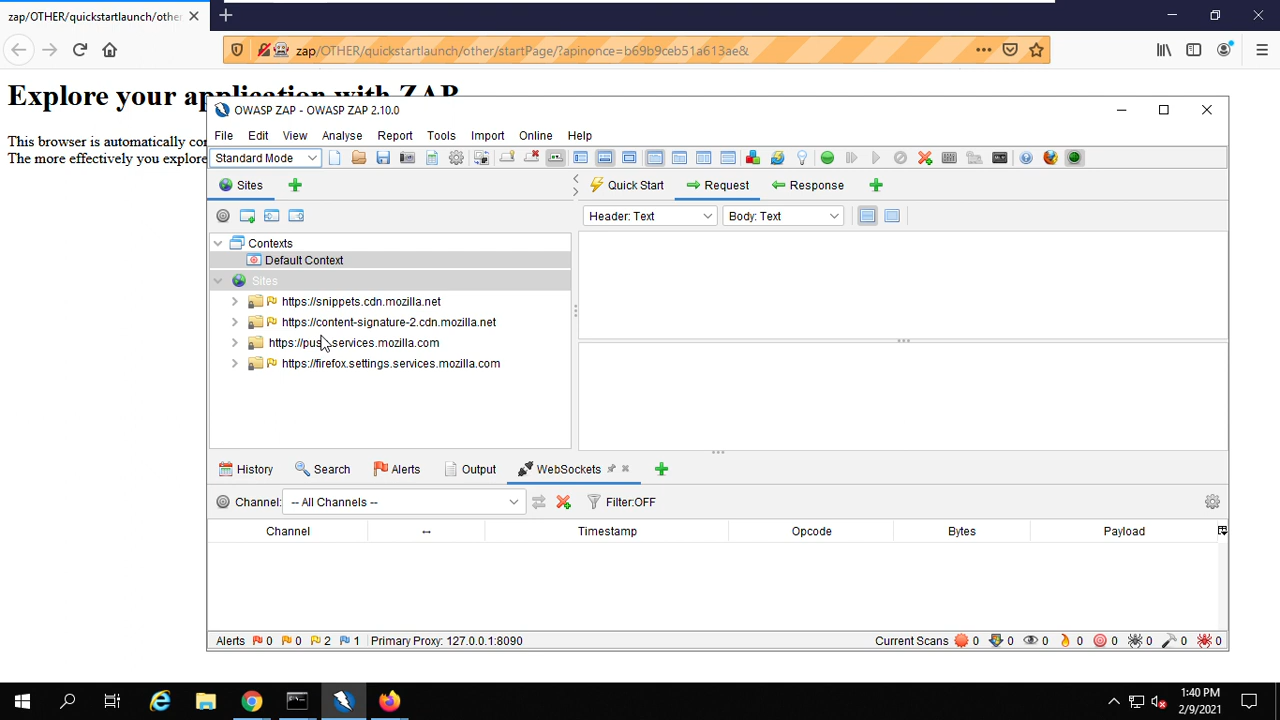 zap/OTHER/quickstartlaunch/othe
zap/OTHER/quickstartlaunch/other/startPage/?apinonce=b69b9ceb51a613ae&
Explore your application with ZAP
This browser is automatically co
The more effectively you explore
OWASP ZAP - OWASP ZAP 2.10.0
File Edit View Analyse Report Tools Import Online Help
Standard Mode
Sites
Quick Start Request Response
Header: Text Body: Text
Contexts
Default Context
Sites
https://snippets.cdn.mozilla.net
https://content-signature-2.cdn.mozilla.net
https://push.services.mozilla.com
https://firefox.settings.services.mozilla.com
History Search Alerts Output WebSockets
Channel: -- All Channels -- Filter:OFF
Channel ↔ Timestamp Opcode Bytes Payload
Alerts 0 0 2 1 Primary Proxy: 127.0.0.1:8090 Current Scans 0 0 0 0 0 0 0 0
1:40 PM
2/9/2021